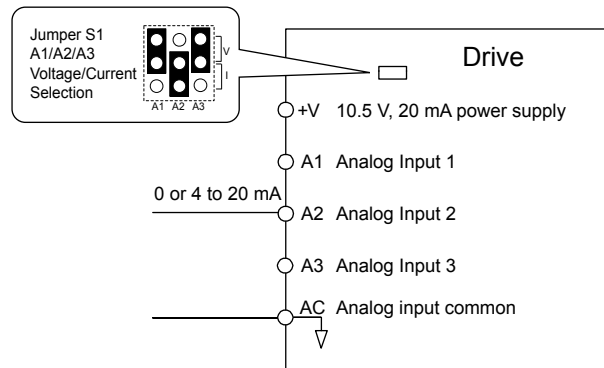 Jumper S1
A1/A2/A3
Voltage/Current
Selection
V
I
A1 A2 A3
Drive
+V 10.5 V, 20 mA power supply
A1 Analog Input 1
0 or 4 to 20 mA
A2 Analog Input 2
A3 Analog Input 3
AC Analog input common